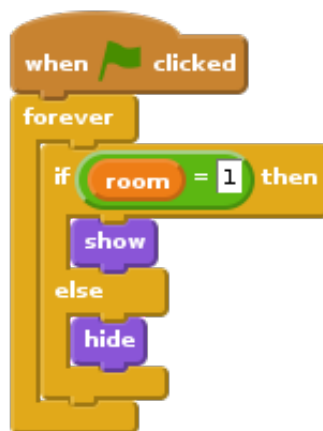 when clicked
forever
if room = 1 then
show
else
hide